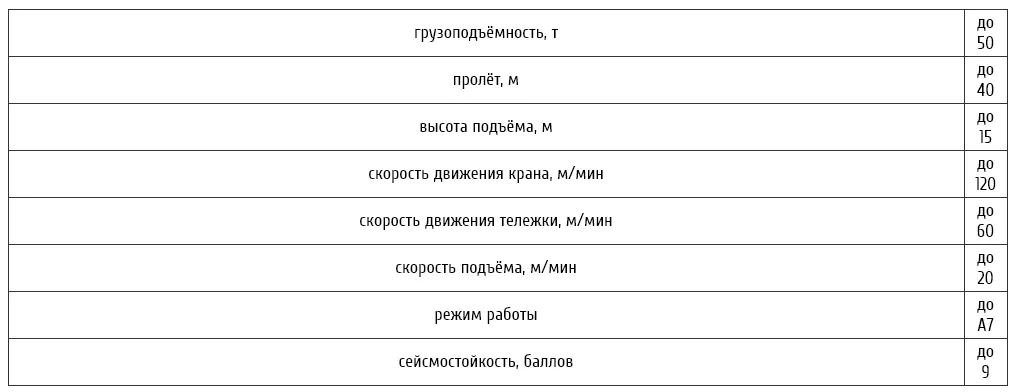 грузоподъёмность, т
до
50
пролёт, м
до
40
высота подъёма, м
до
15
скорость движения крана, м/мин
до
120
скорость движения тележки, м/мин
до
60
скорость подъёма, м/мин
до
20
режим работы
до
А7
сейсмостойкость, баллов
до
9